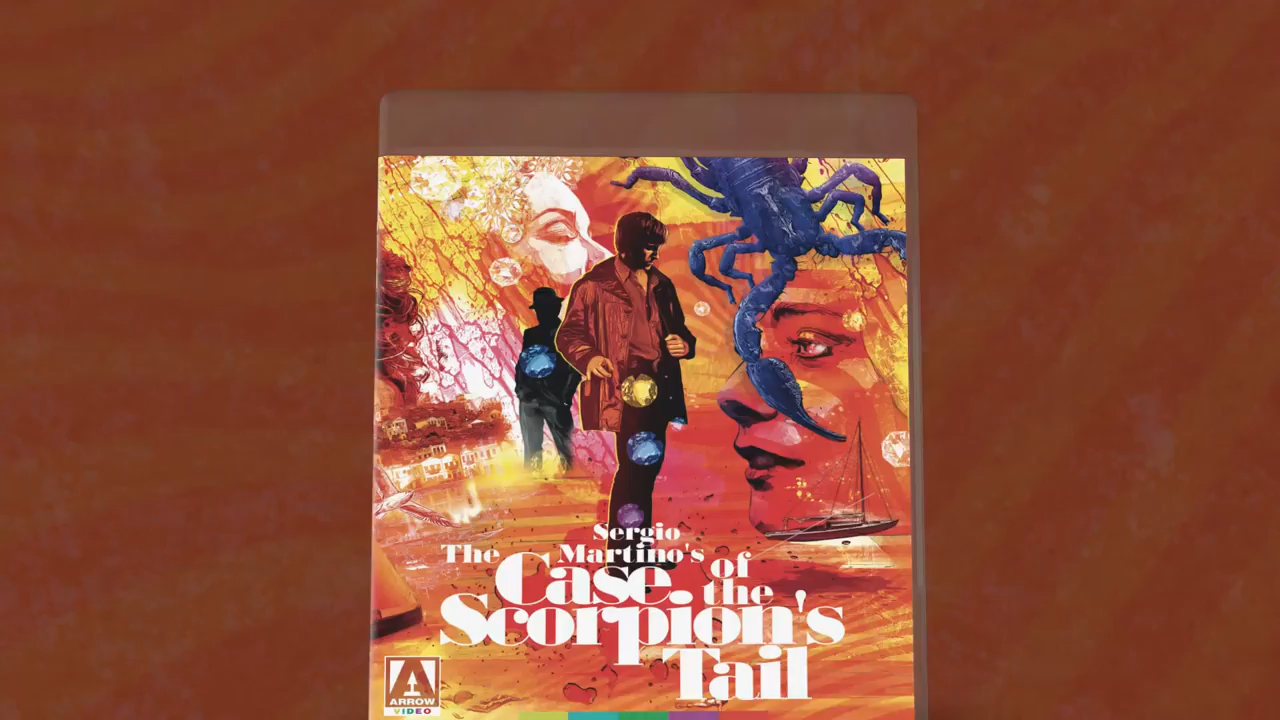 Sergio
Martino's
The Case of the
Scorpion's
Tail
ARROW
VIDEO